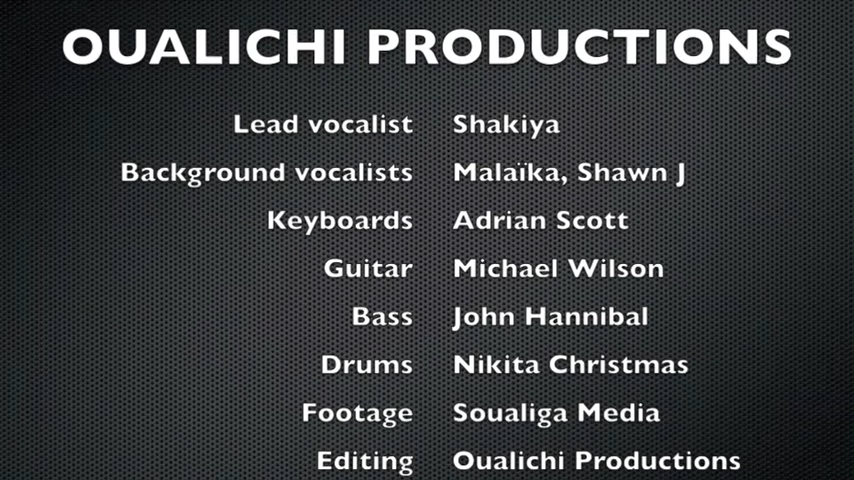 OUALICHI PRODUCTIONS
Lead vocalist Shakiya
Background vocalists Malaïka, Shawn J
Keyboards Adrian Scott
Guitar Michael Wilson
Bass John Hannibal
Drums Nikita Christmas
Footage Soualiga Media
Editing Oualichi Productions